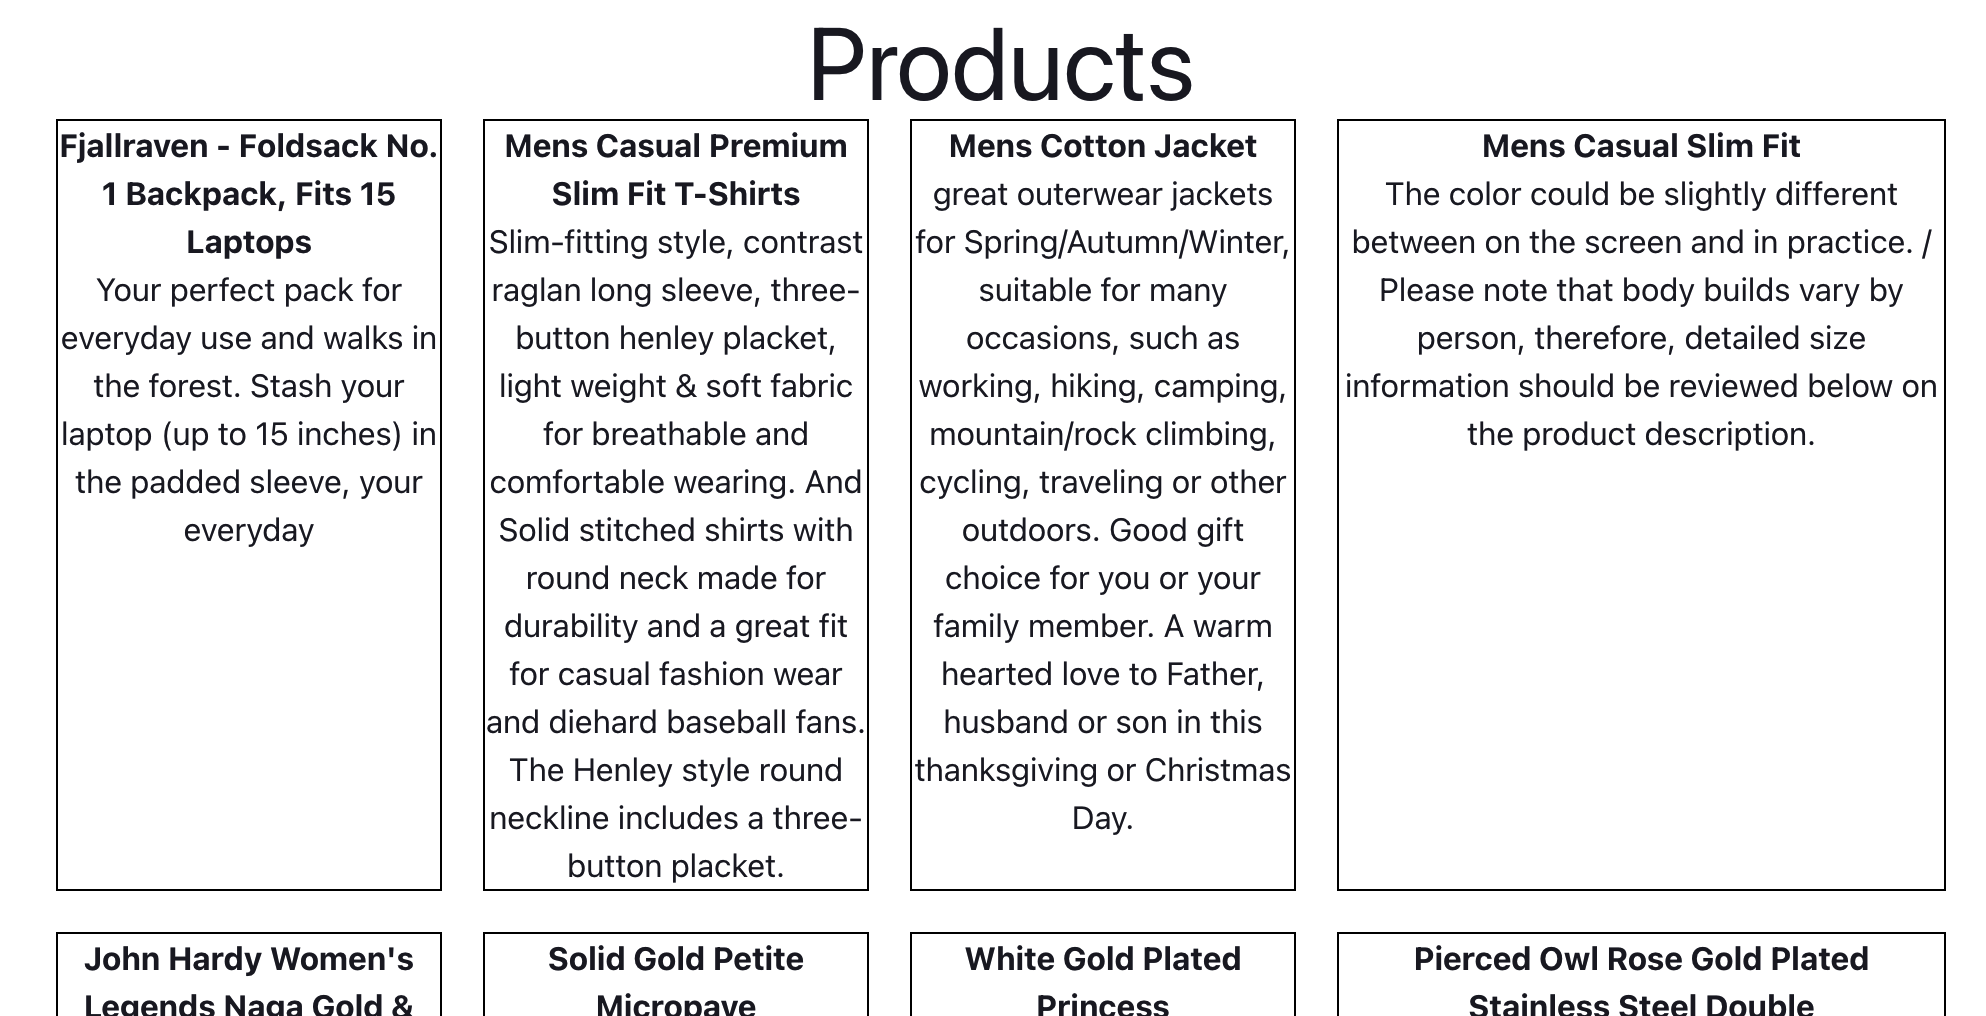 Products
Fjallraven - Foldsack No.
1 Backpack, Fits 15
Laptops
Your perfect pack for
everyday use and walks in
the forest. Stash your
laptop (up to 15 inches) in
the padded sleeve, your
everyday
Mens Casual Premium
Slim Fit T-Shirts
Slim-fitting style, contrast
raglan long sleeve, three-
button henley placket,
light weight & soft fabric
for breathable and
comfortable wearing. And
Solid stitched shirts with
round neck made for
durability and a great fit
for casual fashion wear
and diehard baseball fans.
The Henley style round
neckline includes a three-
button placket.
Mens Cotton Jacket
great outerwear jackets
for Spring/Autumn/Winter,
suitable for many
occasions, such as
working, hiking, camping,
mountain/rock climbing,
cycling, traveling or other
outdoors. Good gift
choice for you or your
family member. A warm
hearted love to Father,
husband or son in this
thanksgiving or Christmas
Day.
Mens Casual Slim Fit
The color could be slightly different
between on the screen and in practice. /
Please note that body builds vary by
person, therefore, detailed size
information should be reviewed below on
the product description.
John Hardy Women's
Legends Naga Gold &
Solid Gold Petite
Micropave
White Gold Plated
Princess
Pierced Owl Rose Gold Plated
Stainless Steel Double